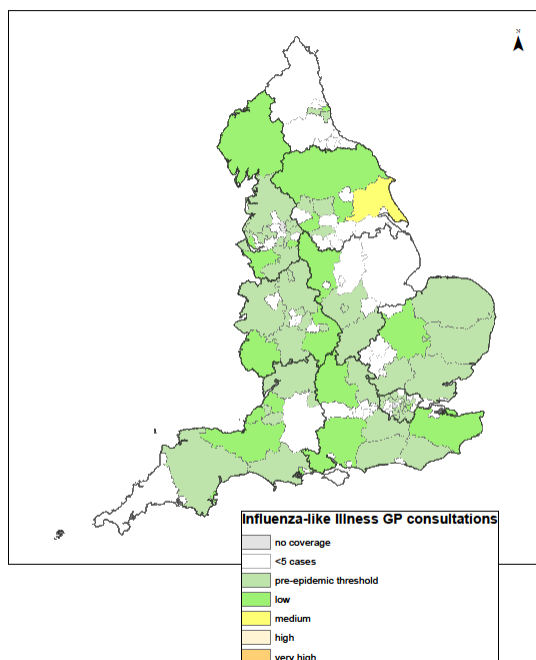 N
Influenza-like Illness GP consultations
no coverage
<5 cases
pre-epidemic threshold
low
medium
high
very high